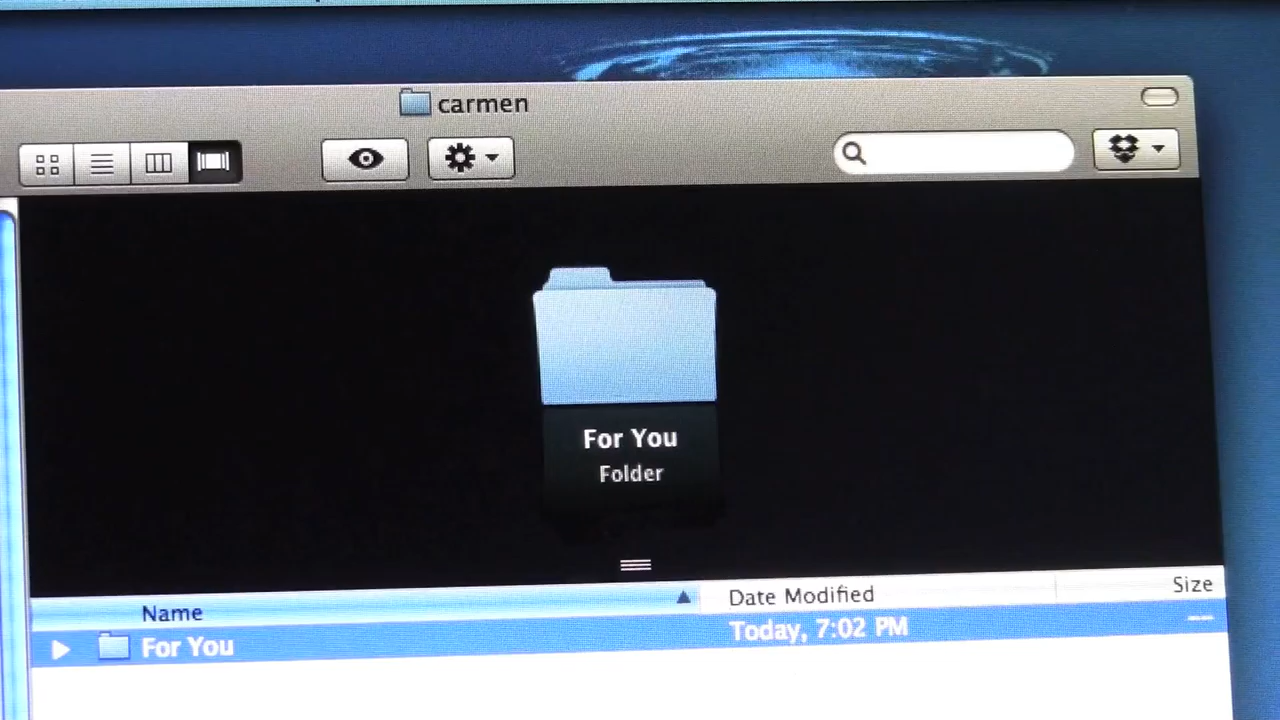 carmen
For You
Folder
Name
Date Modified
Size
For You
Today, 7:02 PM
--